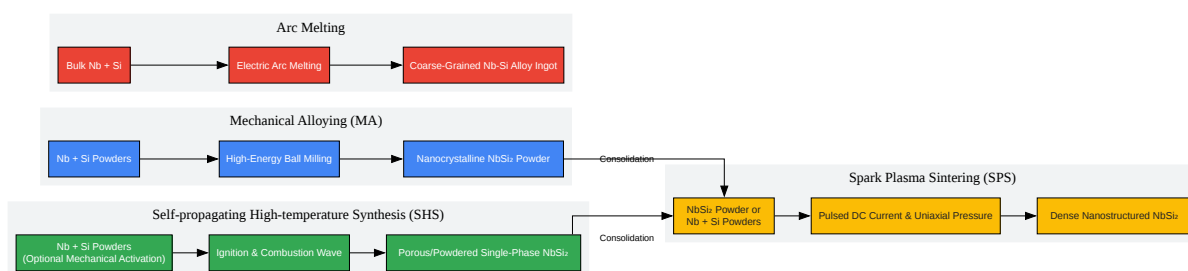 Arc Melting
Bulk Nb + Si
Electric Arc Melting
Coarse-Grained Nb-Si Alloy Ingot
Mechanical Alloying (MA)
Nb + Si Powders
High-Energy Ball Milling
Nanocrystalline NbSi₂ Powder
Consolidation
Spark Plasma Sintering (SPS)
NbSi₂ Powder or
Nb + Si Powders
Pulsed DC Current & Uniaxial Pressure
Dense Nanostructured NbSi₂
Self-propagating High-temperature Synthesis (SHS)
Nb + Si Powders
(Optional Mechanical Activation)
Ignition & Combustion Wave
Porous/Powdered Single-Phase NbSi₂
Consolidation